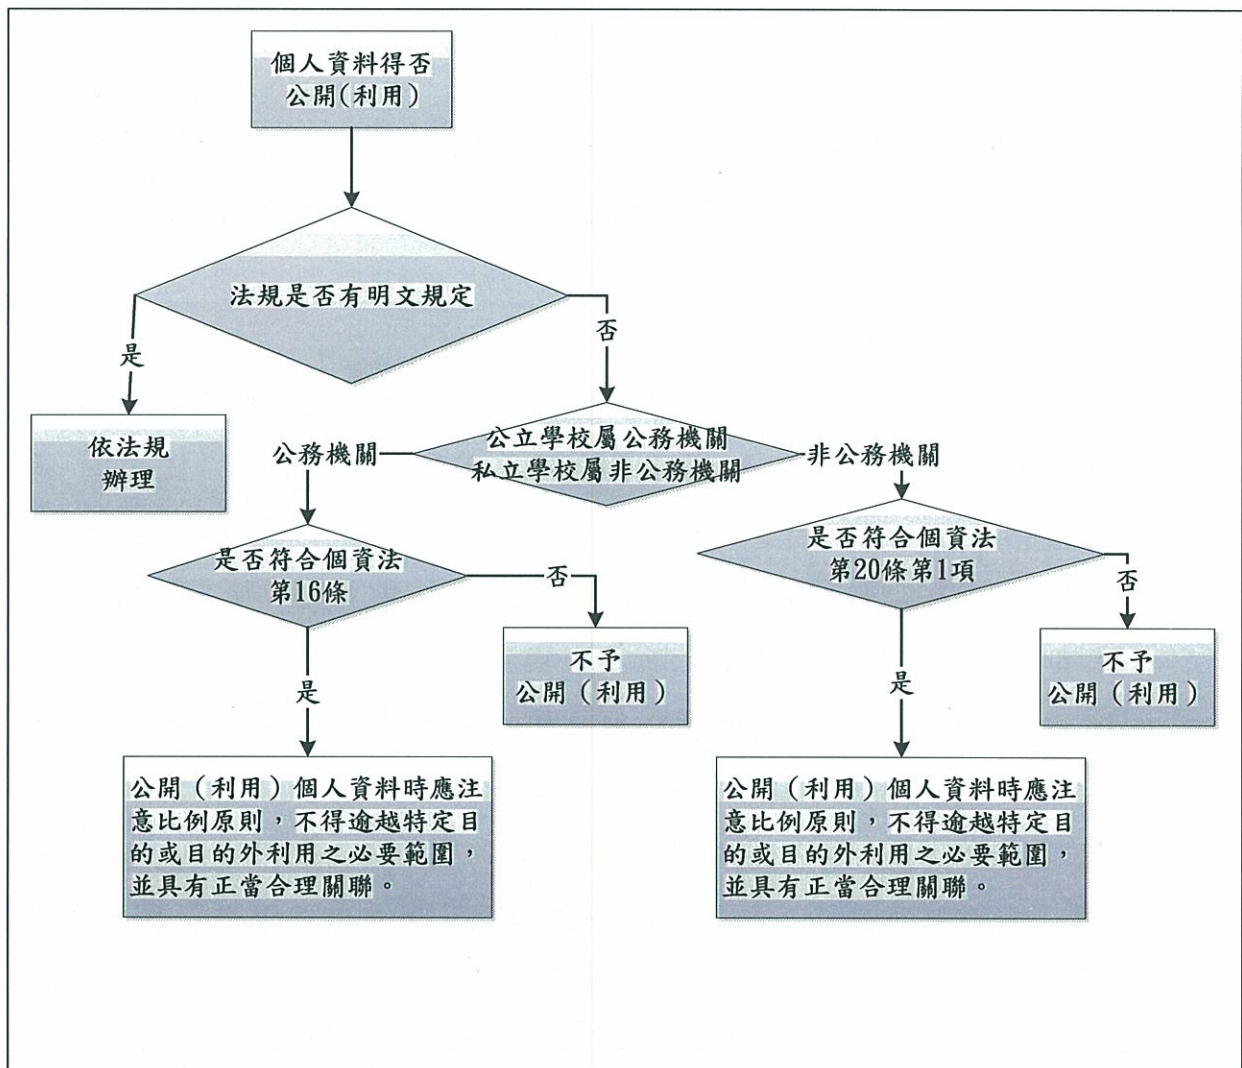 個人資料得否
公開(利用)
法規是否有明文規定
是
否
依法規
辦理
公務機關
公立學校屬公務機關
私立學校屬非公務機關
非公務機關
是否符合個資法
第16條
否
是否符合個資法
第20條第1項
否
不予
公開（利用）
不予
公開（利用）
是
是
公開（利用）個人資料時應注
意比例原則，不得逾越特定目
的或目的外利用之必要範圍，
並具有正當合理關聯。
公開（利用）個人資料時應注
意比例原則，不得逾越特定目
的或目的外利用之必要範圍，
並具有正當合理關聯。